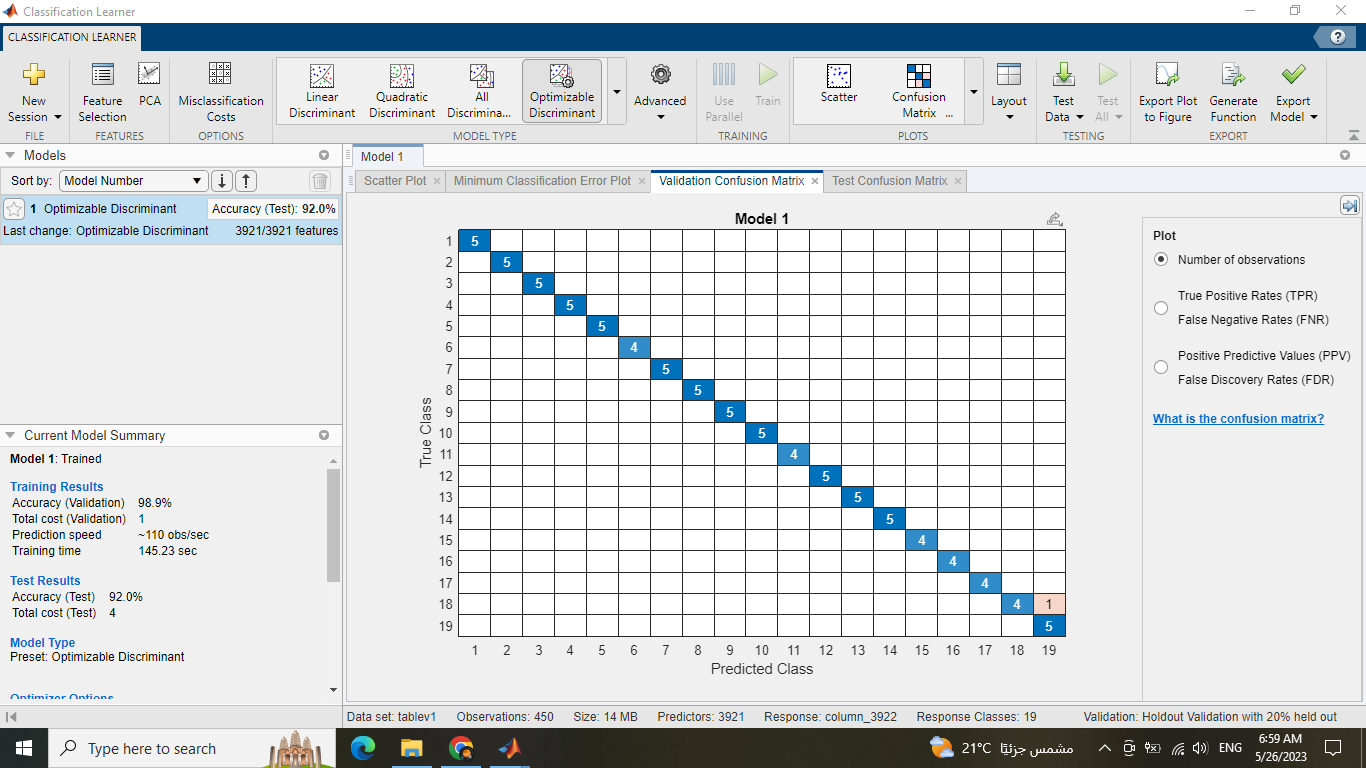 Classification Learner
CLASSIFICATION LEARNER
New Session
FILE
Feature Selection
PCA
FEATURES
Misclassification Costs
OPTIONS
Linear Discriminant
Quadratic Discriminant
All Discrimina...
Optimizable Discriminant
MODEL TYPE
Advanced
Use Parallel
Train
TRAINING
Scatter
Confusion Matrix ...
PLOTS
Layout
Test Data
Test All
TESTING
Export Plot to Figure
Generate Function
Export Model
EXPORT
Models
Sort by: Model Number
1 Optimizable Discriminant Accuracy (Test): 92.0%
Last change: Optimizable Discriminant 3921/3921 features
Current Model Summary
Model 1: Trained
Training Results
Accuracy (Validation) 98.9%
Total cost (Validation) 1
Prediction speed ~110 obs/sec
Training time 145.23 sec
Test Results
Accuracy (Test) 92.0%
Total cost (Test) 4
Model Type
Preset: Optimizable Discriminant
Optimizer Options
Model 1
Scatter Plot × Minimum Classification Error Plot × Validation Confusion Matrix × Test Confusion Matrix ×
Model 1
True Class
1 5
2 5
3 5
4 5
5 5
6 4
7 5
8 5
9 5
10 5
11 4
12 5
13 5
14 5
15 4
16 4
17 4
18 4 1
19 5
1 2 3 4 5 6 7 8 9 10 11 12 13 14 15 16 17 18 19
Predicted Class
Plot
Number of observations
True Positive Rates (TPR)
False Negative Rates (FNR)
Positive Predictive Values (PPV)
False Discovery Rates (FDR)
What is the confusion matrix?
Data set: tablev1 Observations: 450 Size: 14 MB Predictors: 3921 Response: column_3922 Response Classes: 19 Validation: Holdout Validation with 20% held out
Type here to search
21°C مشمس جزئيًا
ENG
6:59 AM
5/26/2023